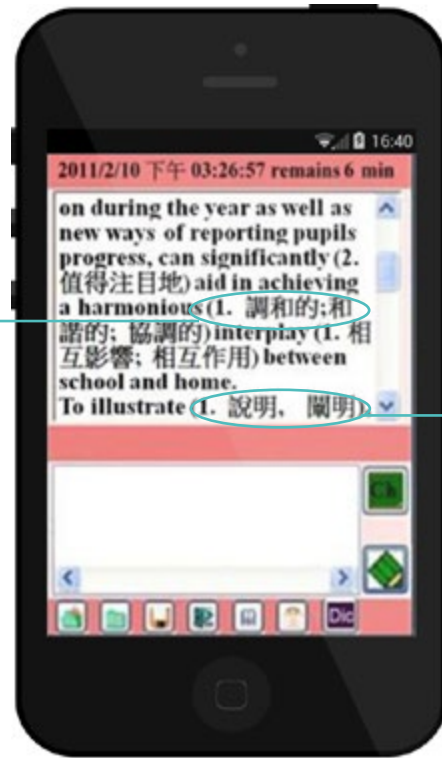 16:40
2011/2/10 下午 03:26:57 remains 6 min
on during the year as well as
new ways of reporting pupils
progress, can significantly (2.
值得注目地) aid in achieving
a harmonious (1. 調和的;和
諧的; 協調的) interplay (1. 相
互影響; 相互作用) between
school and home.
To illustrate (1. 說明, 闡明)
Ch
Dic